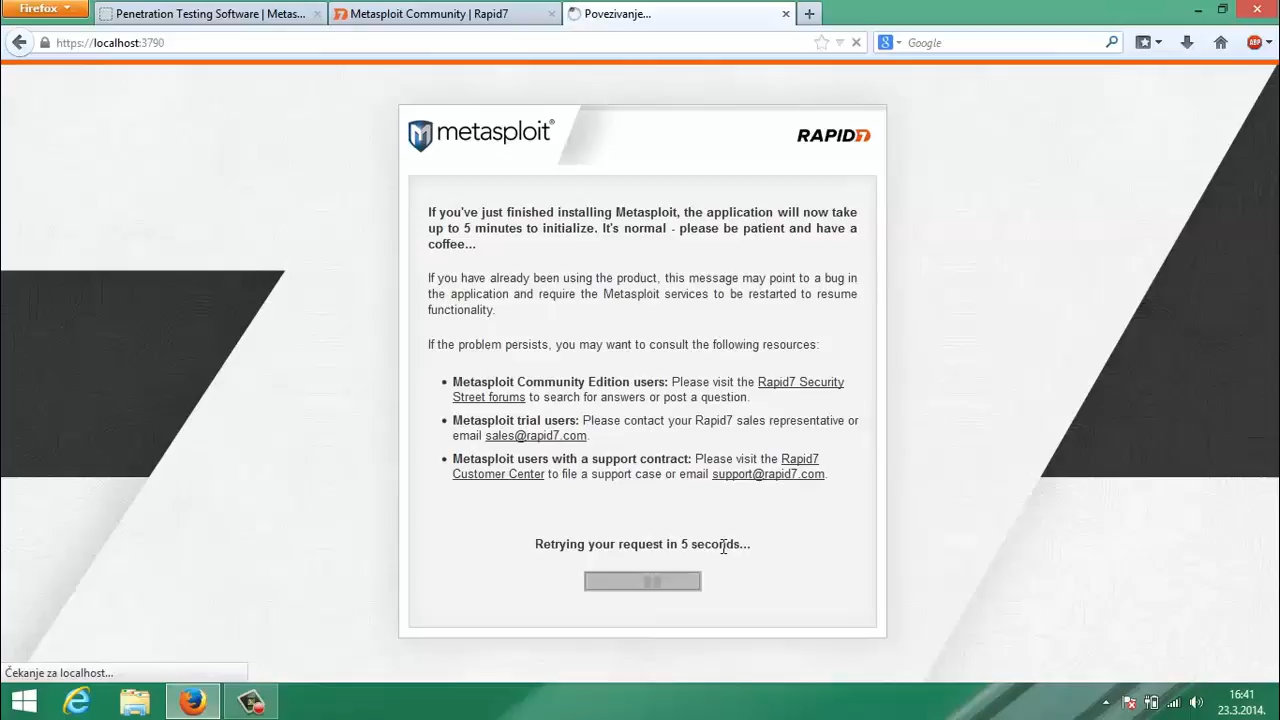 Firefox
Penetration Testing Software | Metas...
Metasploit Community | Rapid7
Povezivanje...
https://localhost:3790
Google
ABP
metasploit®
RAPID7
If you've just finished installing Metasploit, the application will now take
up to 5 minutes to initialize. It's normal - please be patient and have a
coffee...
If you have already been using the product, this message may point to a bug in
the application and require the Metasploit services to be restarted to resume
functionality.
If the problem persists, you may want to consult the following resources:
• Metasploit Community Edition users: Please visit the Rapid7 Security
Street forums to search for answers or post a question.
• Metasploit trial users: Please contact your Rapid7 sales representative or
email sales@rapid7.com.
• Metasploit users with a support contract: Please visit the Rapid7
Customer Center to file a support case or email support@rapid7.com.
Retrying your request in 5 seconds...
Čekanje za localhost...
16:41
23.3.2014.